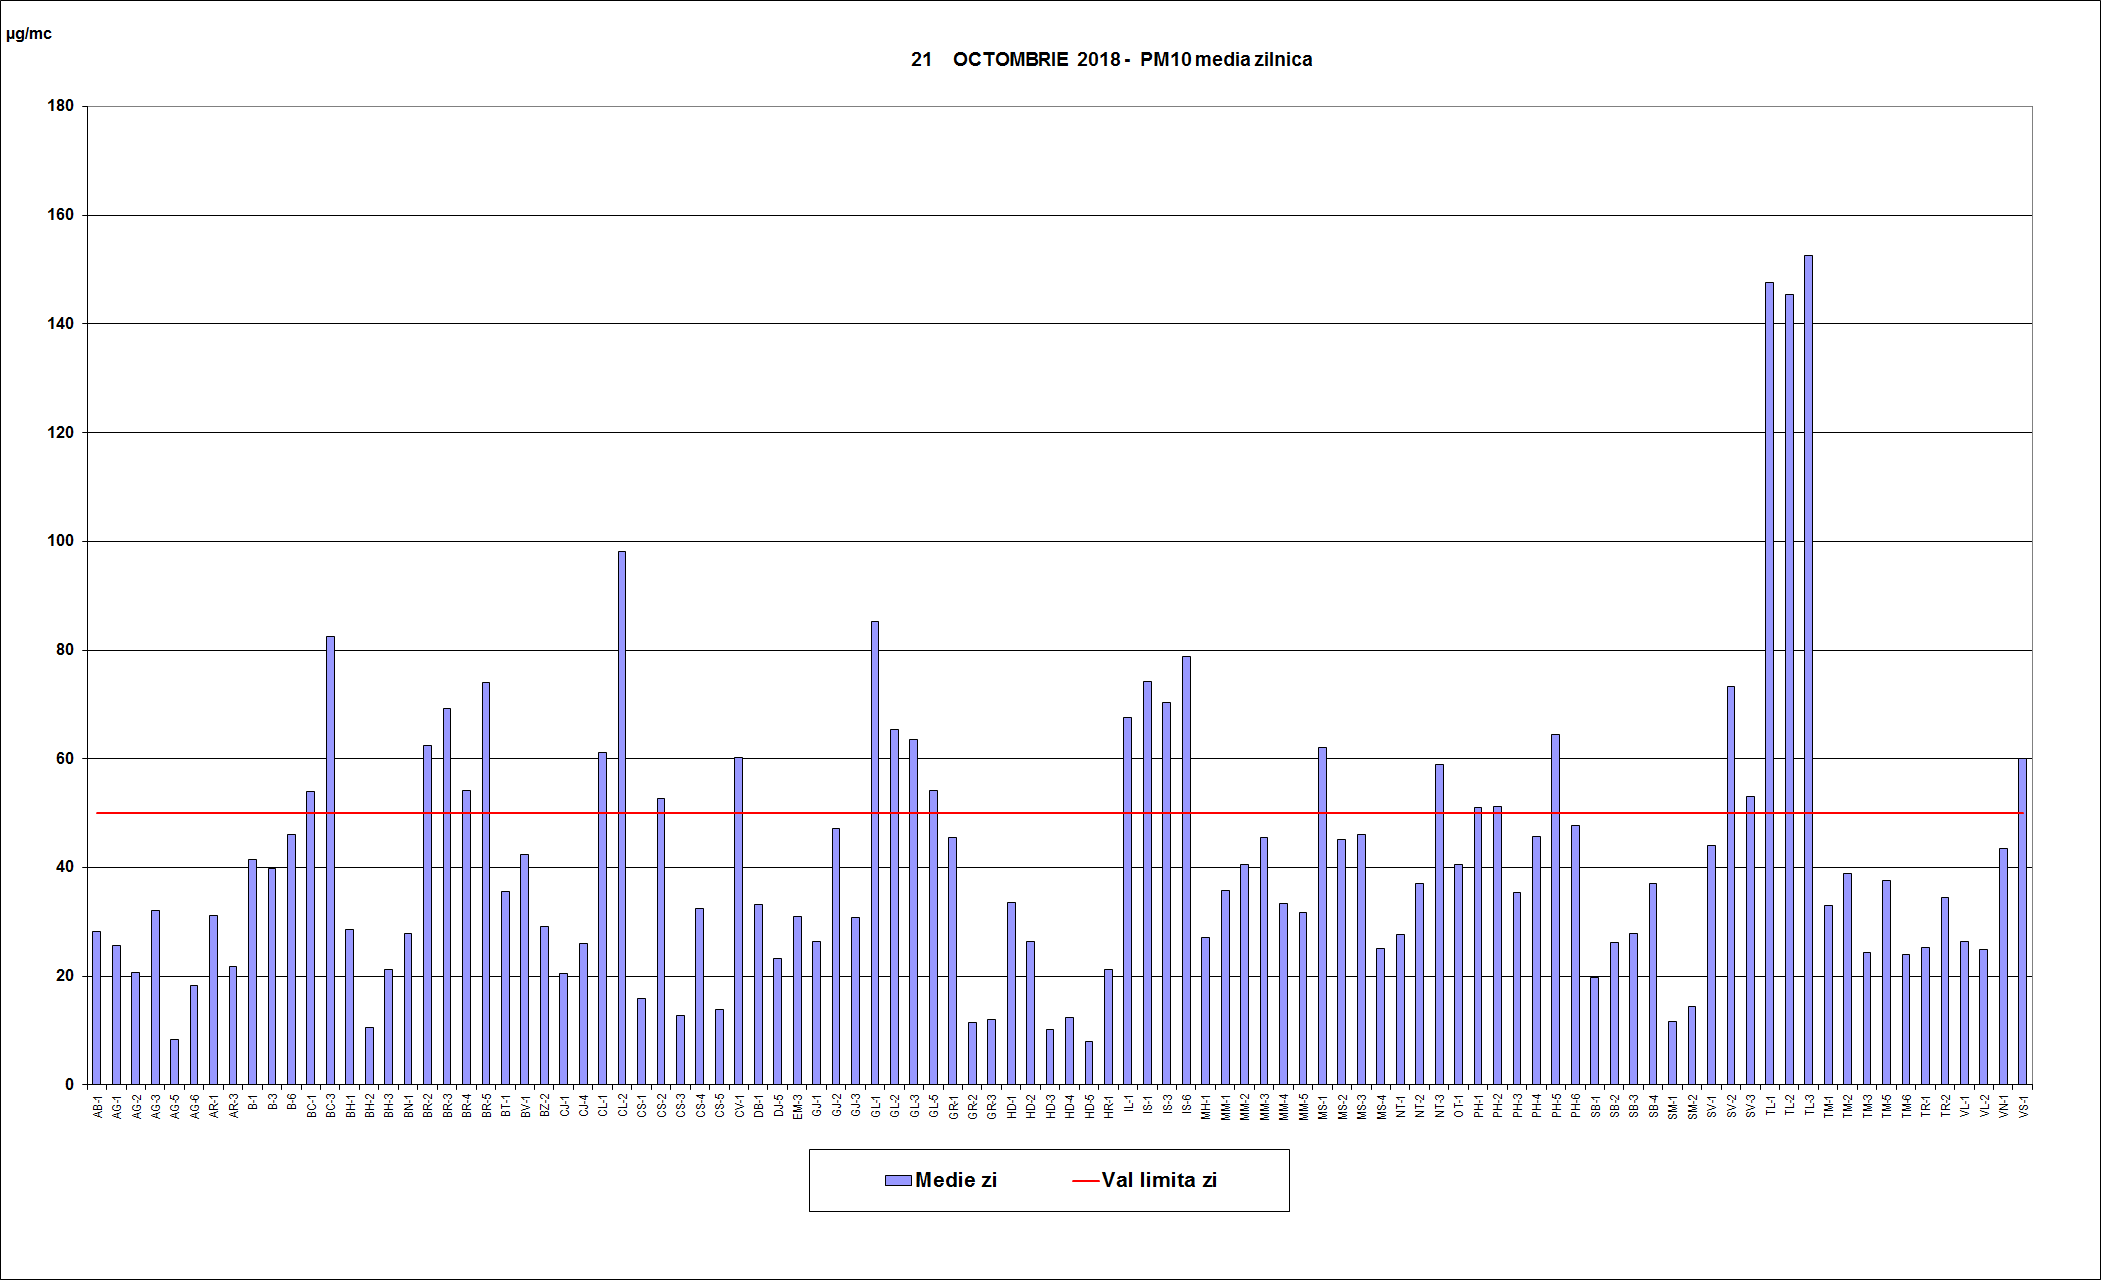 µg/mc
21 OCTOMBRIE 2018 - PM10 media zilnica
180
160
140
120
100
80
60
40
20
0
AB-1 AG-1 AG-2 AG-3 AG-5 AG-6 AR-1 AR-3 B-1 B-3 B-6 BC-1 BC-3 BH-1 BH-2 BH-3 BN-1 BR-2 BR-3 BR-4 BR-5 BT-1 BV-1 BZ-2 CJ-1 CJ-4 CL-1 CL-2 CS-1 CS-2 CS-3 CS-4 CS-5 CV-1 DB-1 DJ-5 EM-3 GJ-1 GJ-2 GJ-3 GL-1 GL-2 GL-3 GL-5 GR-1 GR-2 GR-3 HD-1 HD-2 HD-3 HD-4 HD-5 HR-1 IL-1 IS-1 IS-3 IS-6 MH-1 MM-1 MM-2 MM-3 MM-4 MM-5 MS-1 MS-2 MS-3 MS-4 NT-1 NT-2 NT-3 OT-1 PH-1 PH-2 PH-3 PH-4 PH-5 PH-6 SB-1 SB-2 SB-3 SB-4 SM-1 SM-2 SV-1 SV-2 SV-3 TL-1 TL-2 TL-3 TM-1 TM-2 TM-3 TM-5 TM-6 TR-1 TR-2 VL-1 VL-2 VN-1 VS-1
Medie zi Val limita zi